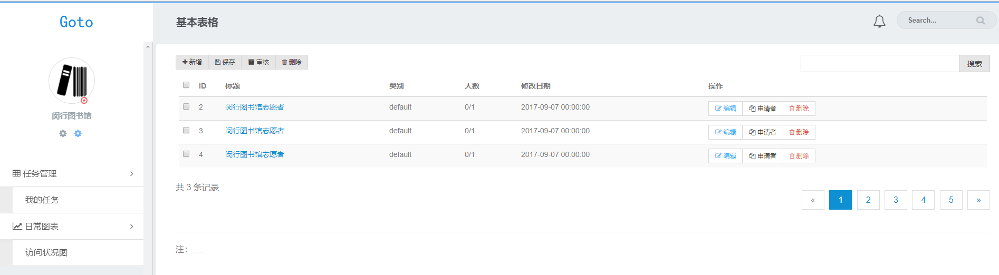 Goto
基本表格
Search...
新增 保存 审核 删除
搜索
ID 标题 类别 人数 修改日期 操作
2 闵行图书馆志愿者 default 0/1 2017-09-07 00:00:00 编辑 申请者 删除
3 闵行图书馆志愿者 default 0/1 2017-09-07 00:00:00 编辑 申请者 删除
4 闵行图书馆志愿者 default 0/1 2017-09-07 00:00:00 编辑 申请者 删除
共 3 条记录
« 1 2 3 4 5 »
注：.....
闵行图书馆
任务管理
我的任务
日常图表
访问状况图